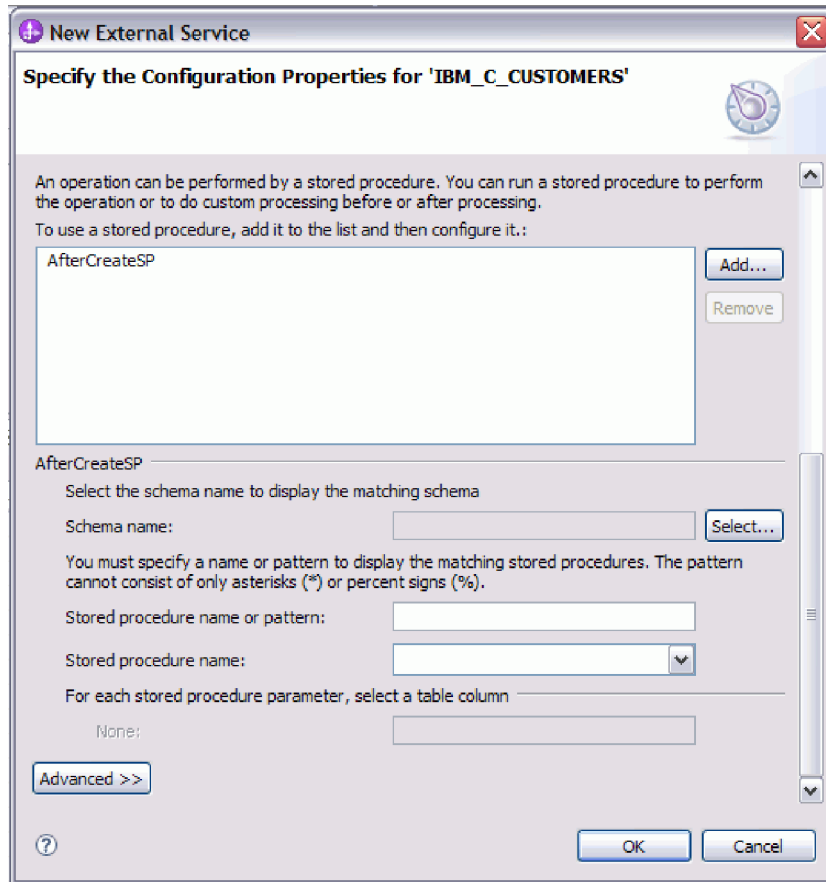 New External Service
Specify the Configuration Properties for 'IBM_C_CUSTOMERS'
An operation can be performed by a stored procedure. You can run a stored procedure to perform
the operation or to do custom processing before or after processing.
To use a stored procedure, add it to the list and then configure it.:
AfterCreateSP
Add...
Remove
AfterCreateSP
Select the schema name to display the matching schema
Schema name:
Select...
You must specify a name or pattern to display the matching stored procedures. The pattern
cannot consist of only asterisks (*) or percent signs (%).
Stored procedure name or pattern:
Stored procedure name:
For each stored procedure parameter, select a table column
None:
Advanced >>
?
OK
Cancel